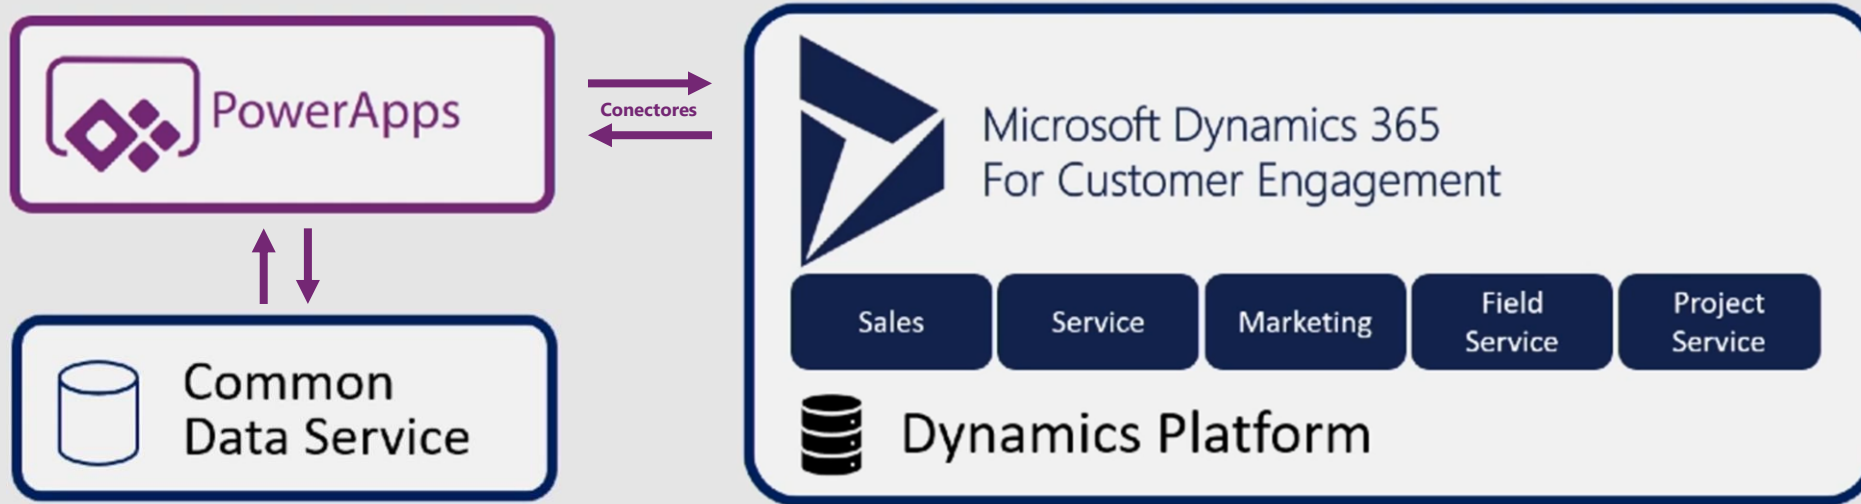 PowerApps
Conectores
Microsoft Dynamics 365
For Customer Engagement
Sales
Service
Marketing
Field
Service
Project
Service
Common
Data Service
Dynamics Platform